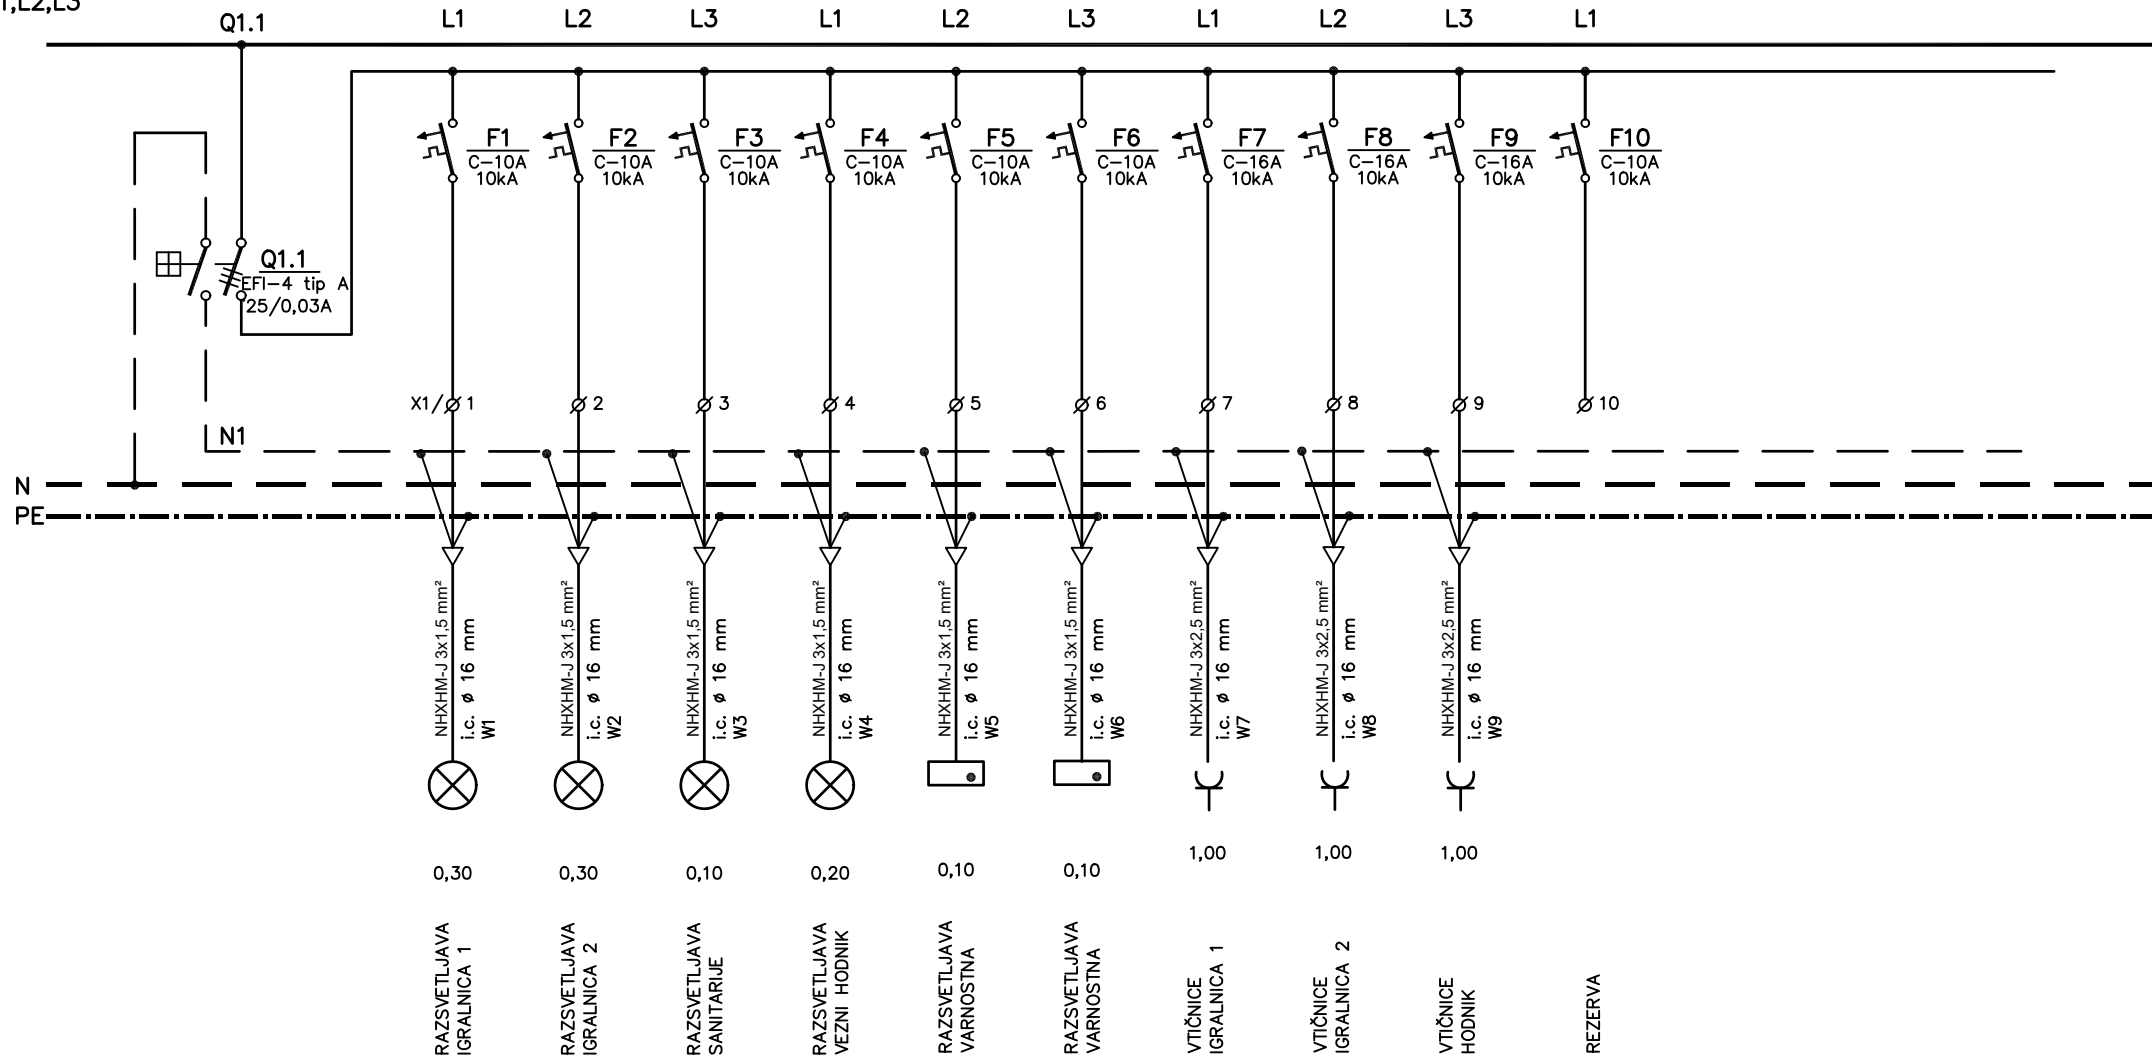 1,L2,L3
Q1.1
L1
L2
L3
L1
L2
L3
L1
L2
L3
L1
F1
C-10A
10kA
F2
C-10A
10kA
F3
C-10A
10kA
F4
C-10A
10kA
F5
C-10A
10kA
F6
C-10A
10kA
F7
C-16A
10kA
F8
C-16A
10kA
F9
C-16A
10kA
F10
C-10A
10kA
Q1.1
EFI-4 tip A
25/0,03A
X1/ 1
2
3
4
5
6
7
8
9
10
N1
N
PE
NHXHM-J 3x1,5 mm²
i.c. ø 16 mm
W1
NHXHM-J 3x1,5 mm²
i.c. ø 16 mm
W2
NHXHM-J 3x1,5 mm²
i.c. ø 16 mm
W3
NHXHM-J 3x1,5 mm²
i.c. ø 16 mm
W4
NHXHM-J 3x1,5 mm²
i.c. ø 16 mm
W5
NHXHM-J 3x1,5 mm²
i.c. ø 16 mm
W6
NHXHM-J 3x2,5 mm²
i.c. ø 16 mm
W7
NHXHM-J 3x2,5 mm²
i.c. ø 16 mm
W8
NHXHM-J 3x2,5 mm²
i.c. ø 16 mm
W9
0,30
0,30
0,10
0,20
0,10
0,10
1,00
1,00
1,00
RAZSVETLJAVA
IGRALNICA 1
RAZSVETLJAVA
IGRALNICA 2
RAZSVETLJAVA
SANITARIJE
RAZSVETLJAVA
VEZNI HODNIK
RAZSVETLJAVA
VARNOSTNA
RAZSVETLJAVA
VARNOSTNA
VTIČNICE
IGRALNICA 1
VTIČNICE
IGRALNICA 2
VTIČNICE
HODNIK
REZERVA